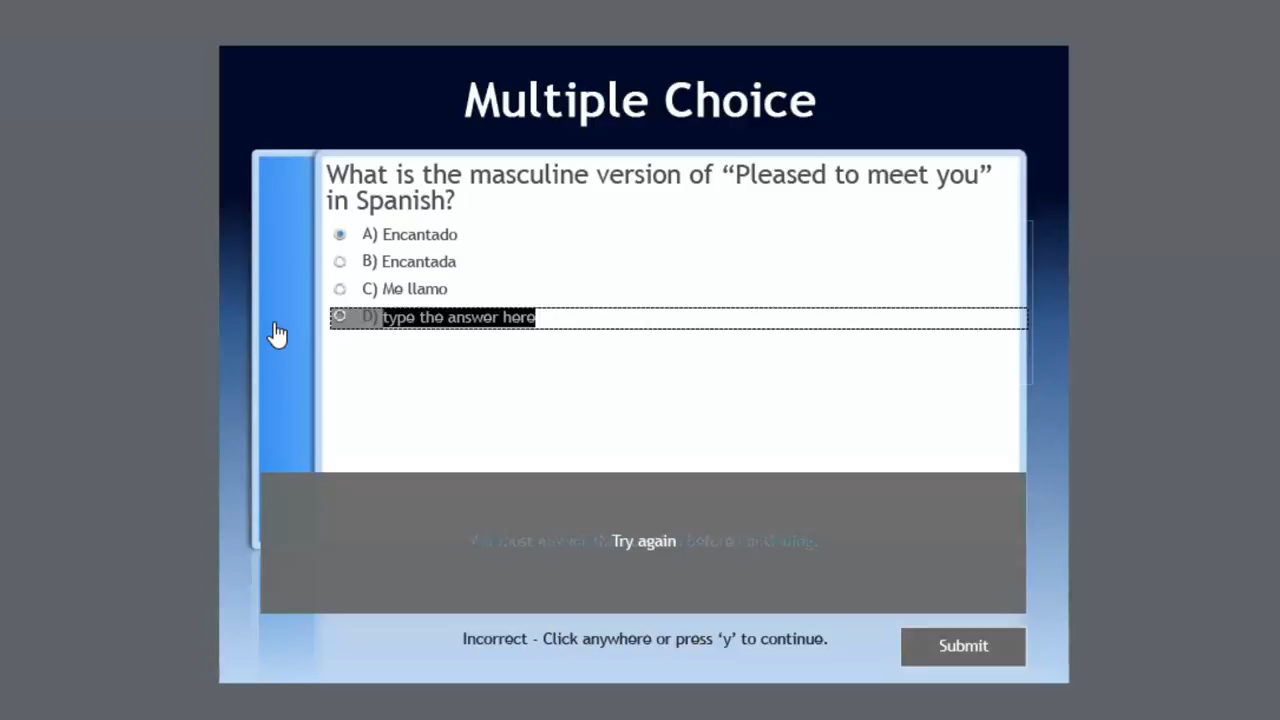 Multiple Choice
What is the masculine version of “Pleased to meet you”
in Spanish?
A) Encantado
B) Encantada
C) Me llamo
D) type the answer here
Try again
Incorrect - Click anywhere or press ‘y’ to continue.
Submit